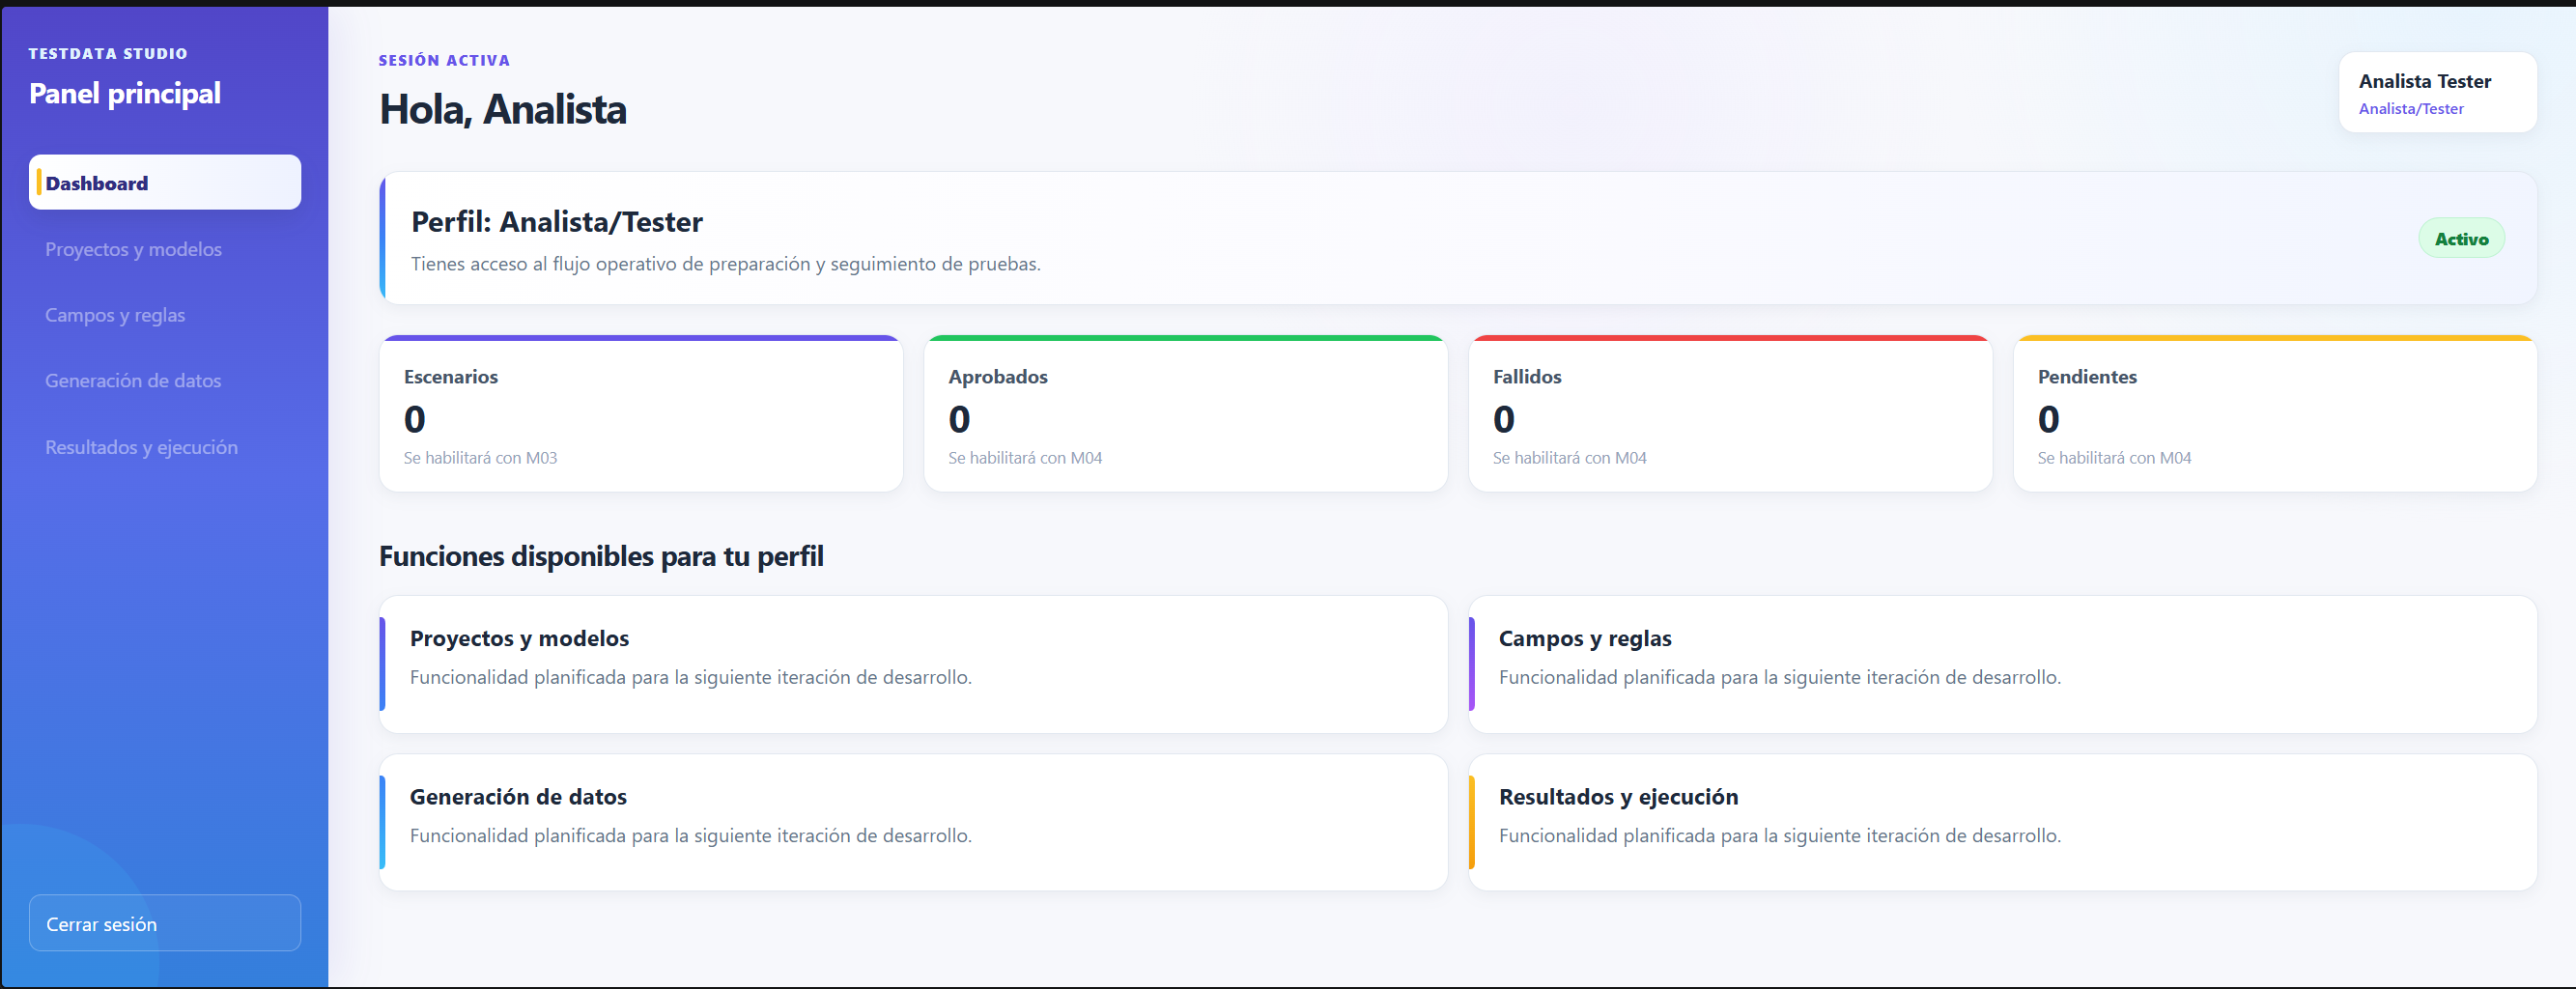 TESTDATA STUDIO
Panel principal
Dashboard
Proyectos y modelos
Campos y reglas
Generación de datos
Resultados y ejecución
Cerrar sesión
SESIÓN ACTIVA
Hola, Analista
Analista Tester
Analista/Tester
Perfil: Analista/Tester
Tienes acceso al flujo operativo de preparación y seguimiento de pruebas.
Activo
Escenarios
0
Se habilitará con M03
Aprobados
0
Se habilitará con M04
Fallidos
0
Se habilitará con M04
Pendientes
0
Se habilitará con M04
Funciones disponibles para tu perfil
Proyectos y modelos
Funcionalidad planificada para la siguiente iteración de desarrollo.
Campos y reglas
Funcionalidad planificada para la siguiente iteración de desarrollo.
Generación de datos
Funcionalidad planificada para la siguiente iteración de desarrollo.
Resultados y ejecución
Funcionalidad planificada para la siguiente iteración de desarrollo.